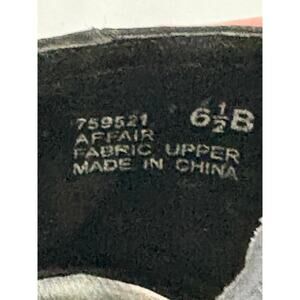 759521 6½B
AFFAIR
FABRIC UPPER
MADE IN CHINA